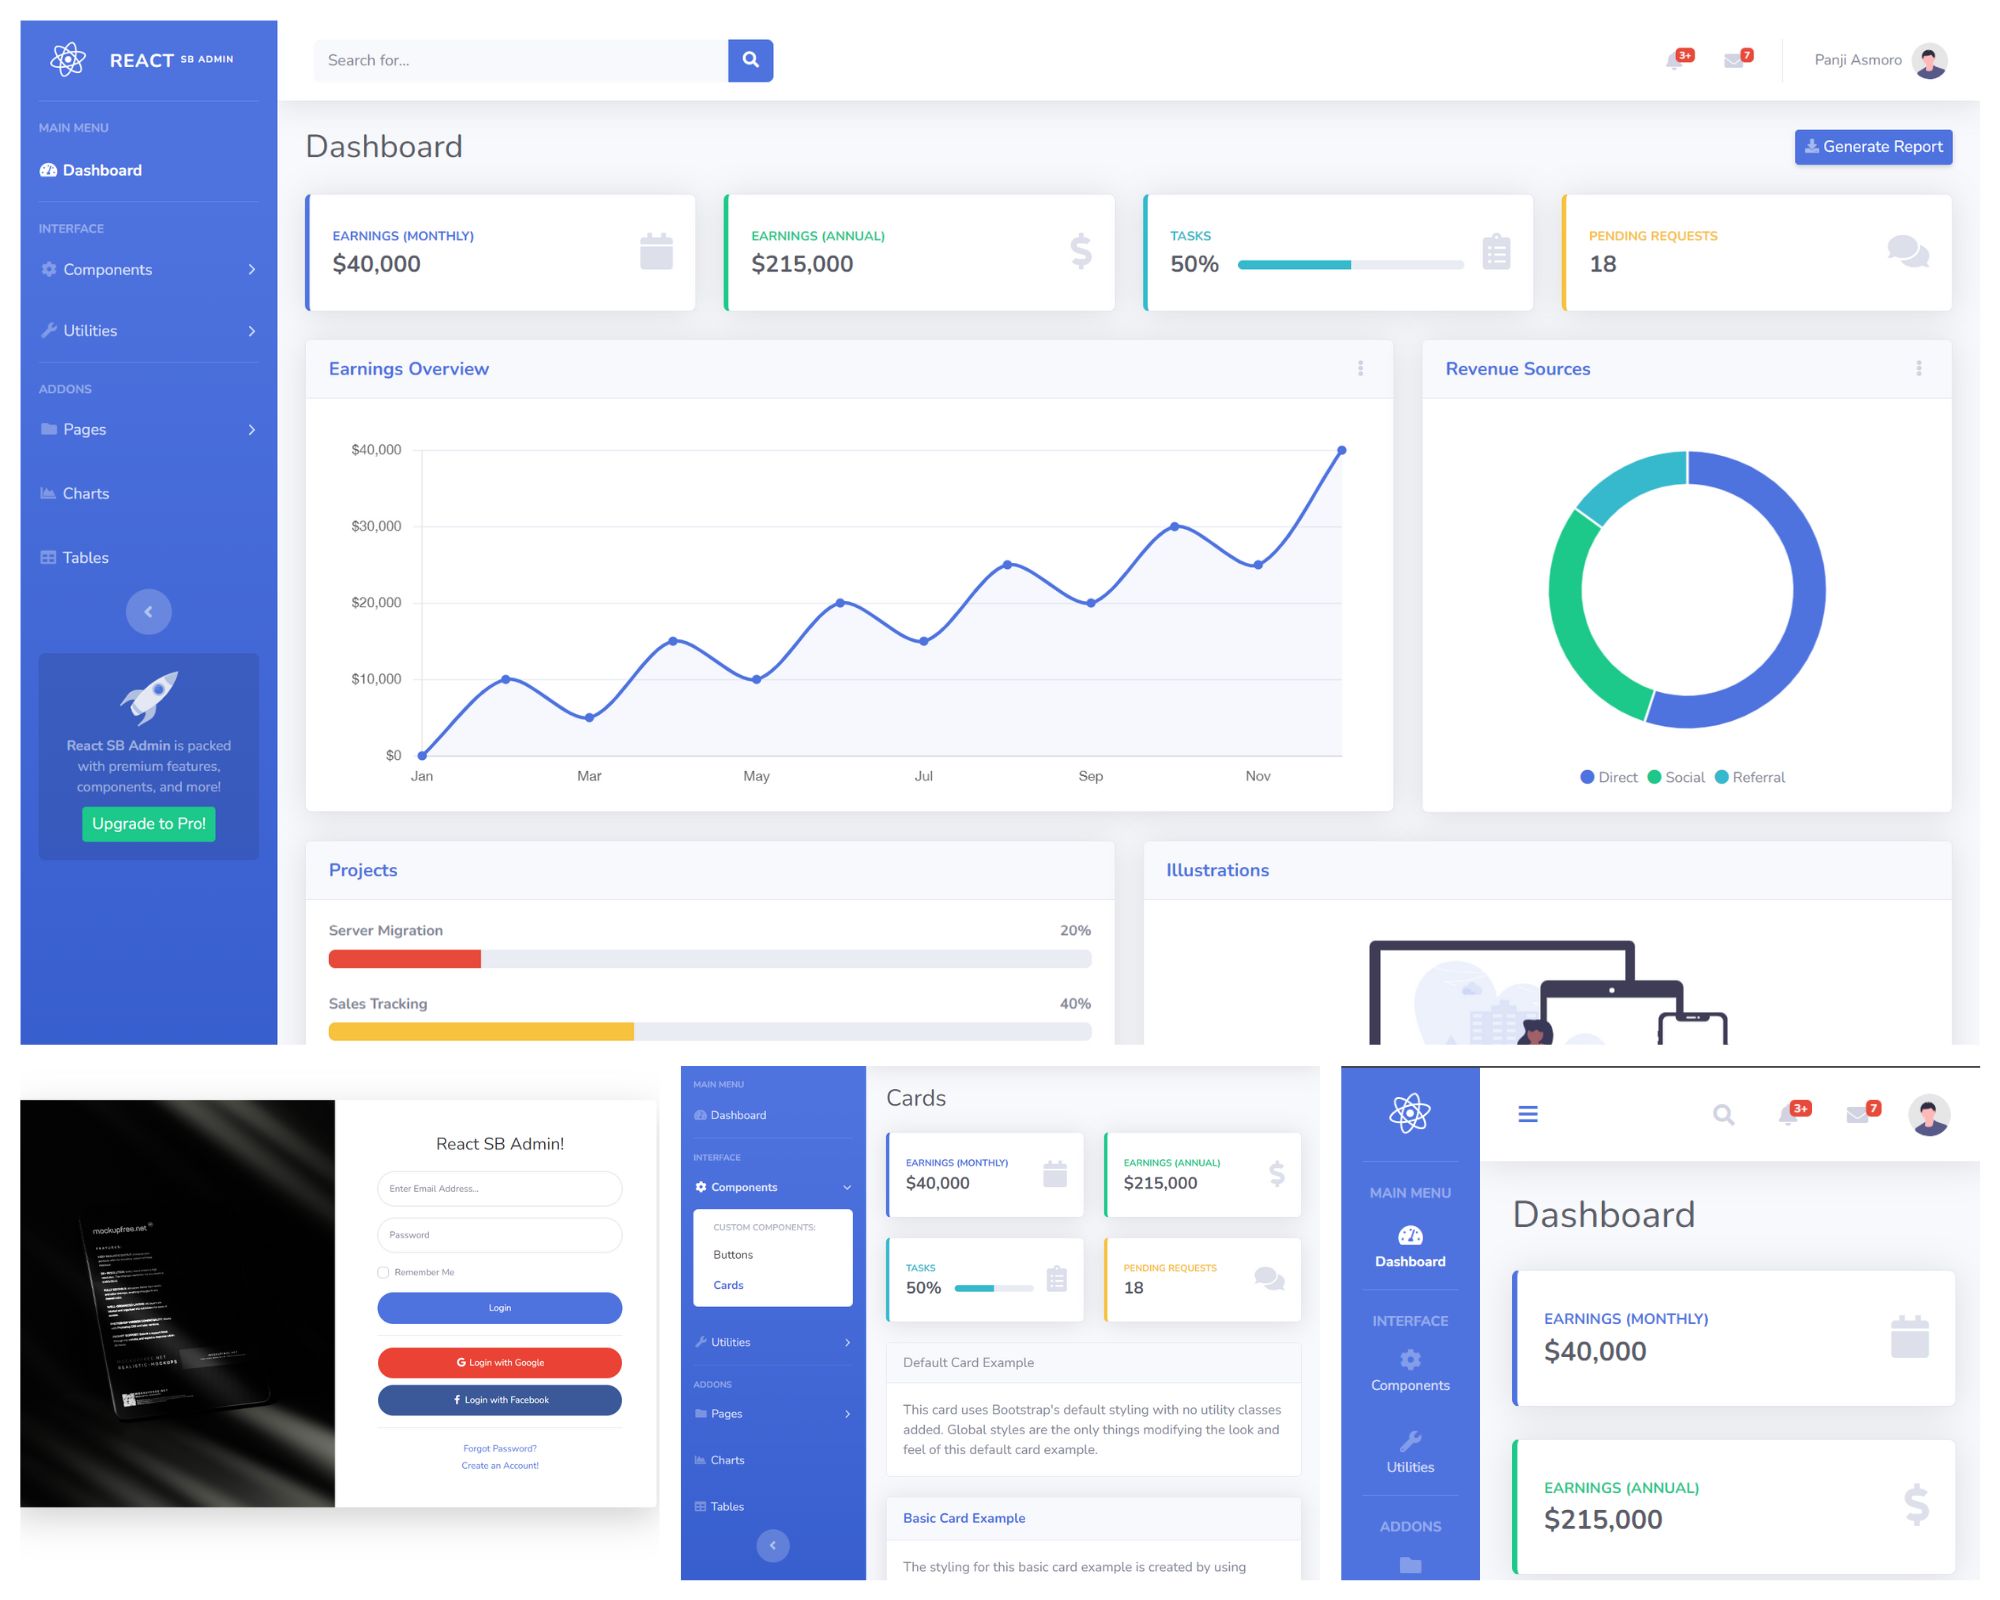 REACT SB ADMIN
Search for...
3+
7
Panji Asmoro
MAIN MENU
Dashboard
INTERFACE
Components
Utilities
ADDONS
Pages
Charts
Tables
React SB Admin is packed
with premium features,
components, and more!
Upgrade to Pro!
Dashboard
Generate Report
EARNINGS (MONTHLY)
$40,000
EARNINGS (ANNUAL)
$215,000
TASKS
50%
PENDING REQUESTS
18
Earnings Overview
$40,000
$30,000
$20,000
$10,000
$0
Jan Mar May Jul Sep Nov
Revenue Sources
Direct Social Referral
Projects
Server Migration 20%
Sales Tracking 40%
Illustrations
mockupfree.net
FEATURES:
REALISTIC-MOCKUPS
React SB Admin!
Enter Email Address...
Password
Remember Me
Login
Login with Google
Login with Facebook
Forgot Password?
Create an Account!
MAIN MENU
Dashboard
INTERFACE
Components
CUSTOM COMPONENTS:
Buttons
Cards
Utilities
ADDONS
Pages
Charts
Tables
Cards
EARNINGS (MONTHLY)
$40,000
EARNINGS (ANNUAL)
$215,000
TASKS
50%
PENDING REQUESTS
18
Default Card Example
This card uses Bootstrap's default styling with no utility classes
added. Global styles are the only things modifying the look and
feel of this default card example.
Basic Card Example
The styling for this basic card example is created by using
MAIN MENU
Dashboard
INTERFACE
Components
Utilities
ADDONS
3+
7
Dashboard
EARNINGS (MONTHLY)
$40,000
EARNINGS (ANNUAL)
$215,000